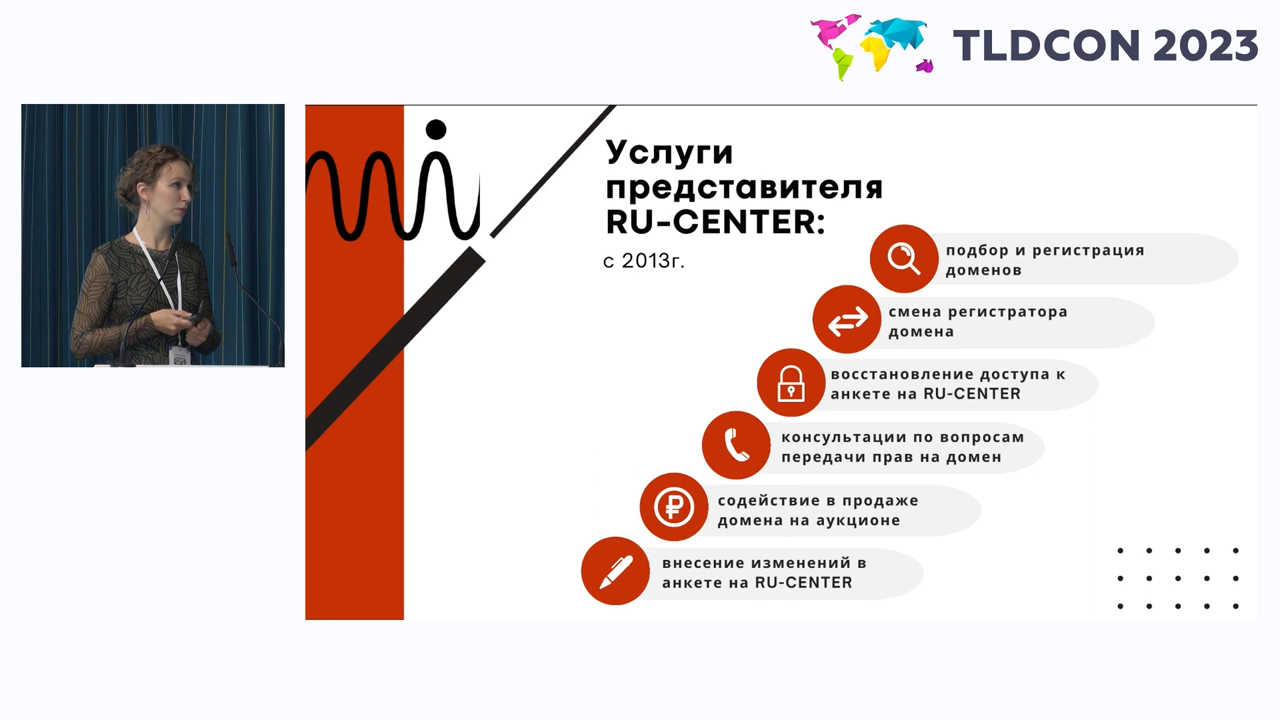 TLDCON 2023
Услуги
представителя
RU-CENTER:
с 2013г.
подбор и регистрация
доменов
смена регистратора
домена
восстановление доступа к
анкете на RU-CENTER
консультации по вопросам
передачи прав на домен
содействие в продаже
домена на аукционе
внесение изменений в
анкете на RU-CENTER